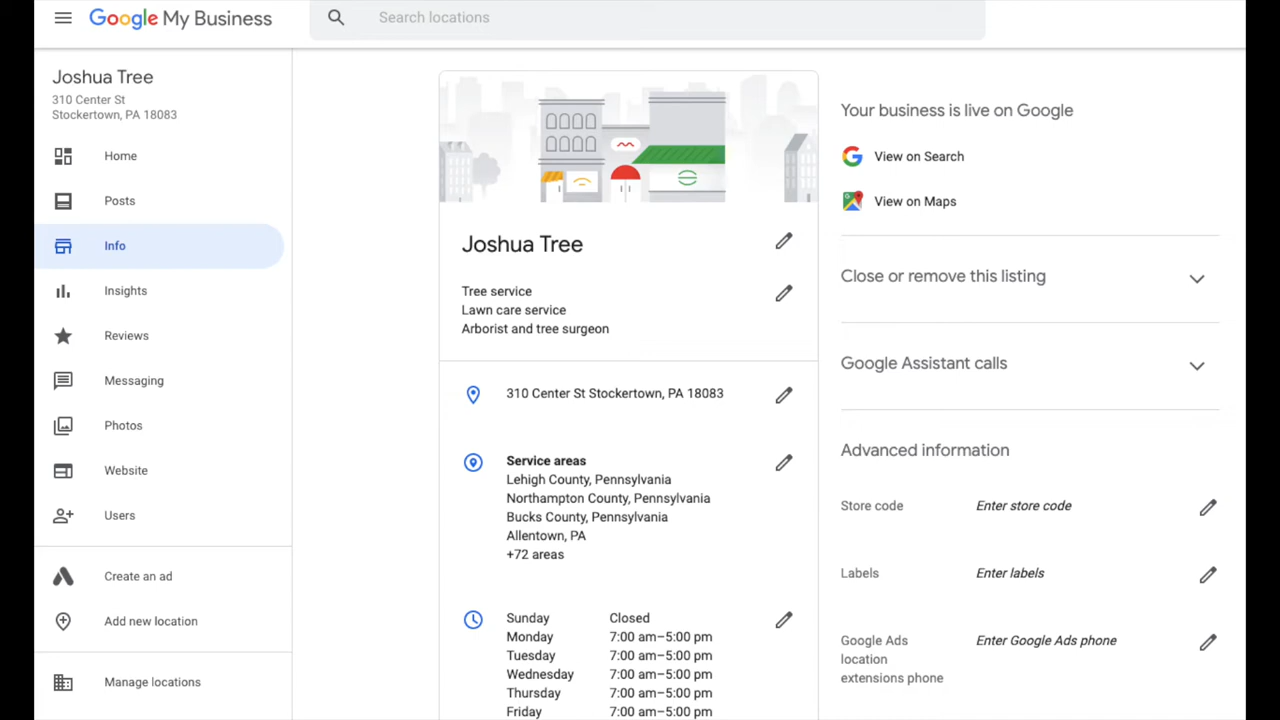 Google My Business
Search locations
Joshua Tree
310 Center St
Stockertown, PA 18083
Home
Posts
Info
Insights
Reviews
Messaging
Photos
Website
Users
Create an ad
Add new location
Manage locations
Joshua Tree
Tree service
Lawn care service
Arborist and tree surgeon
310 Center St Stockertown, PA 18083
Service areas
Lehigh County, Pennsylvania
Northampton County, Pennsylvania
Bucks County, Pennsylvania
Allentown, PA
+72 areas
Sunday Closed
Monday 7:00 am–5:00 pm
Tuesday 7:00 am–5:00 pm
Wednesday 7:00 am–5:00 pm
Thursday 7:00 am–5:00 pm
Friday 7:00 am–5:00 pm
Your business is live on Google
View on Search
View on Maps
Close or remove this listing
Google Assistant calls
Advanced information
Store code Enter store code
Labels Enter labels
Google Ads Enter Google Ads phone
location
extensions phone